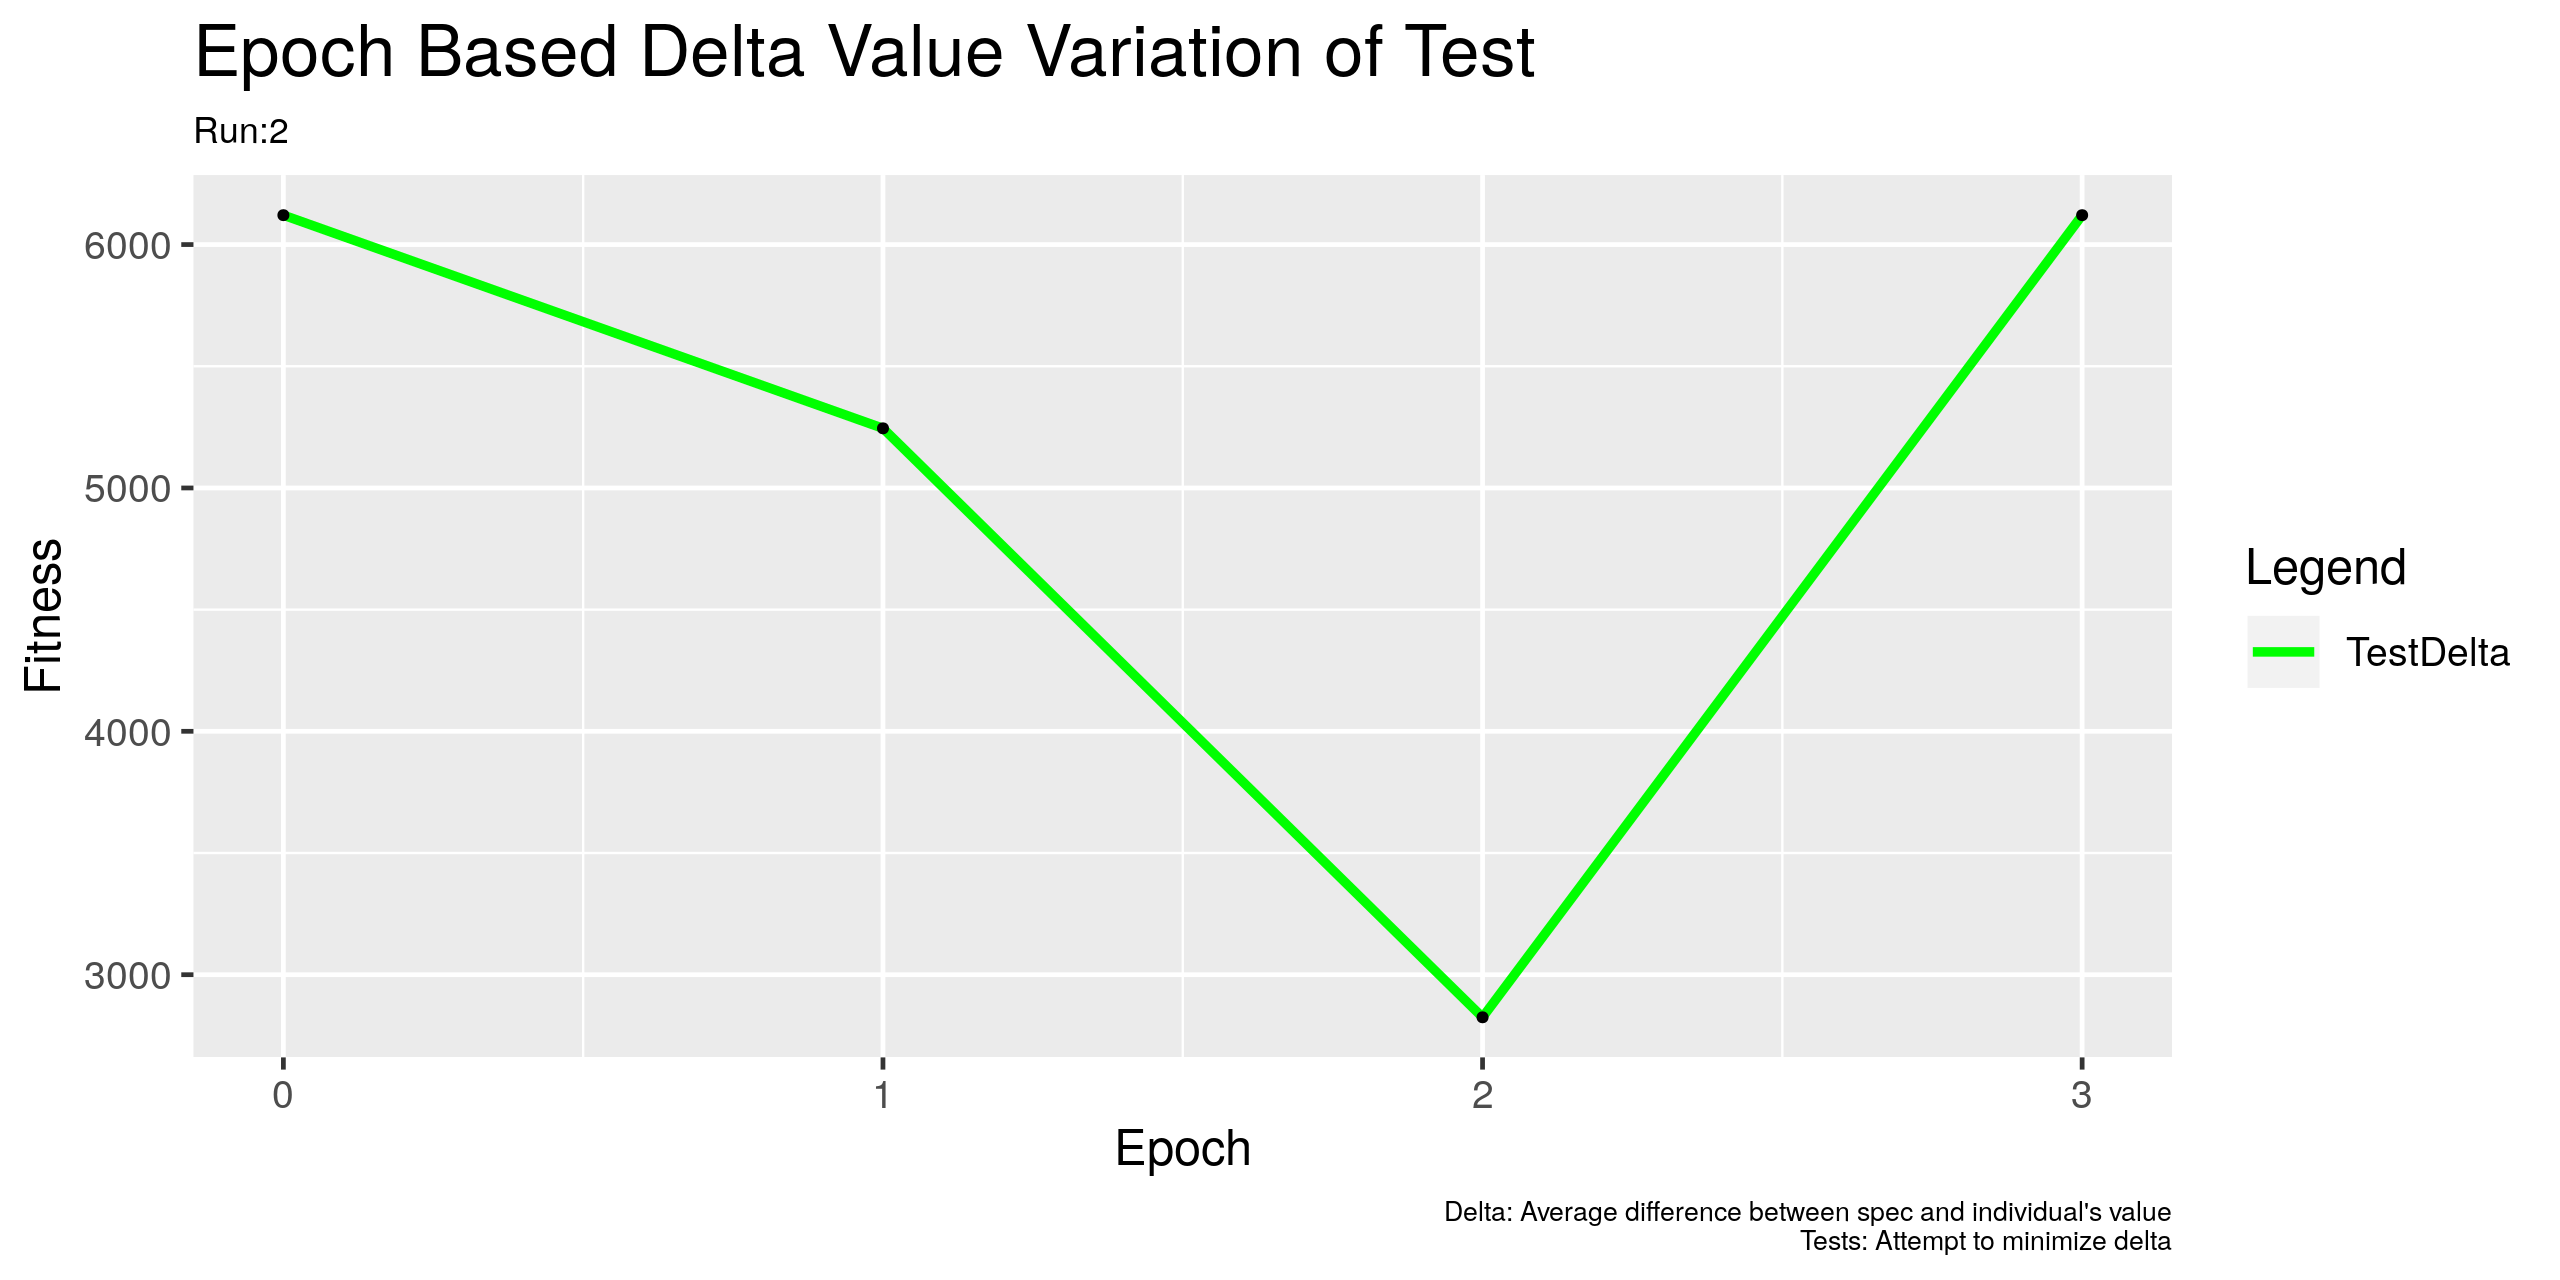 Epoch Based Delta Value Variation of Test
Run:2
6000
5000
4000
3000
Fitness
0
1
2
3
Epoch
Legend
TestDelta
Delta: Average difference between spec and individual's value
Tests: Attempt to minimize delta